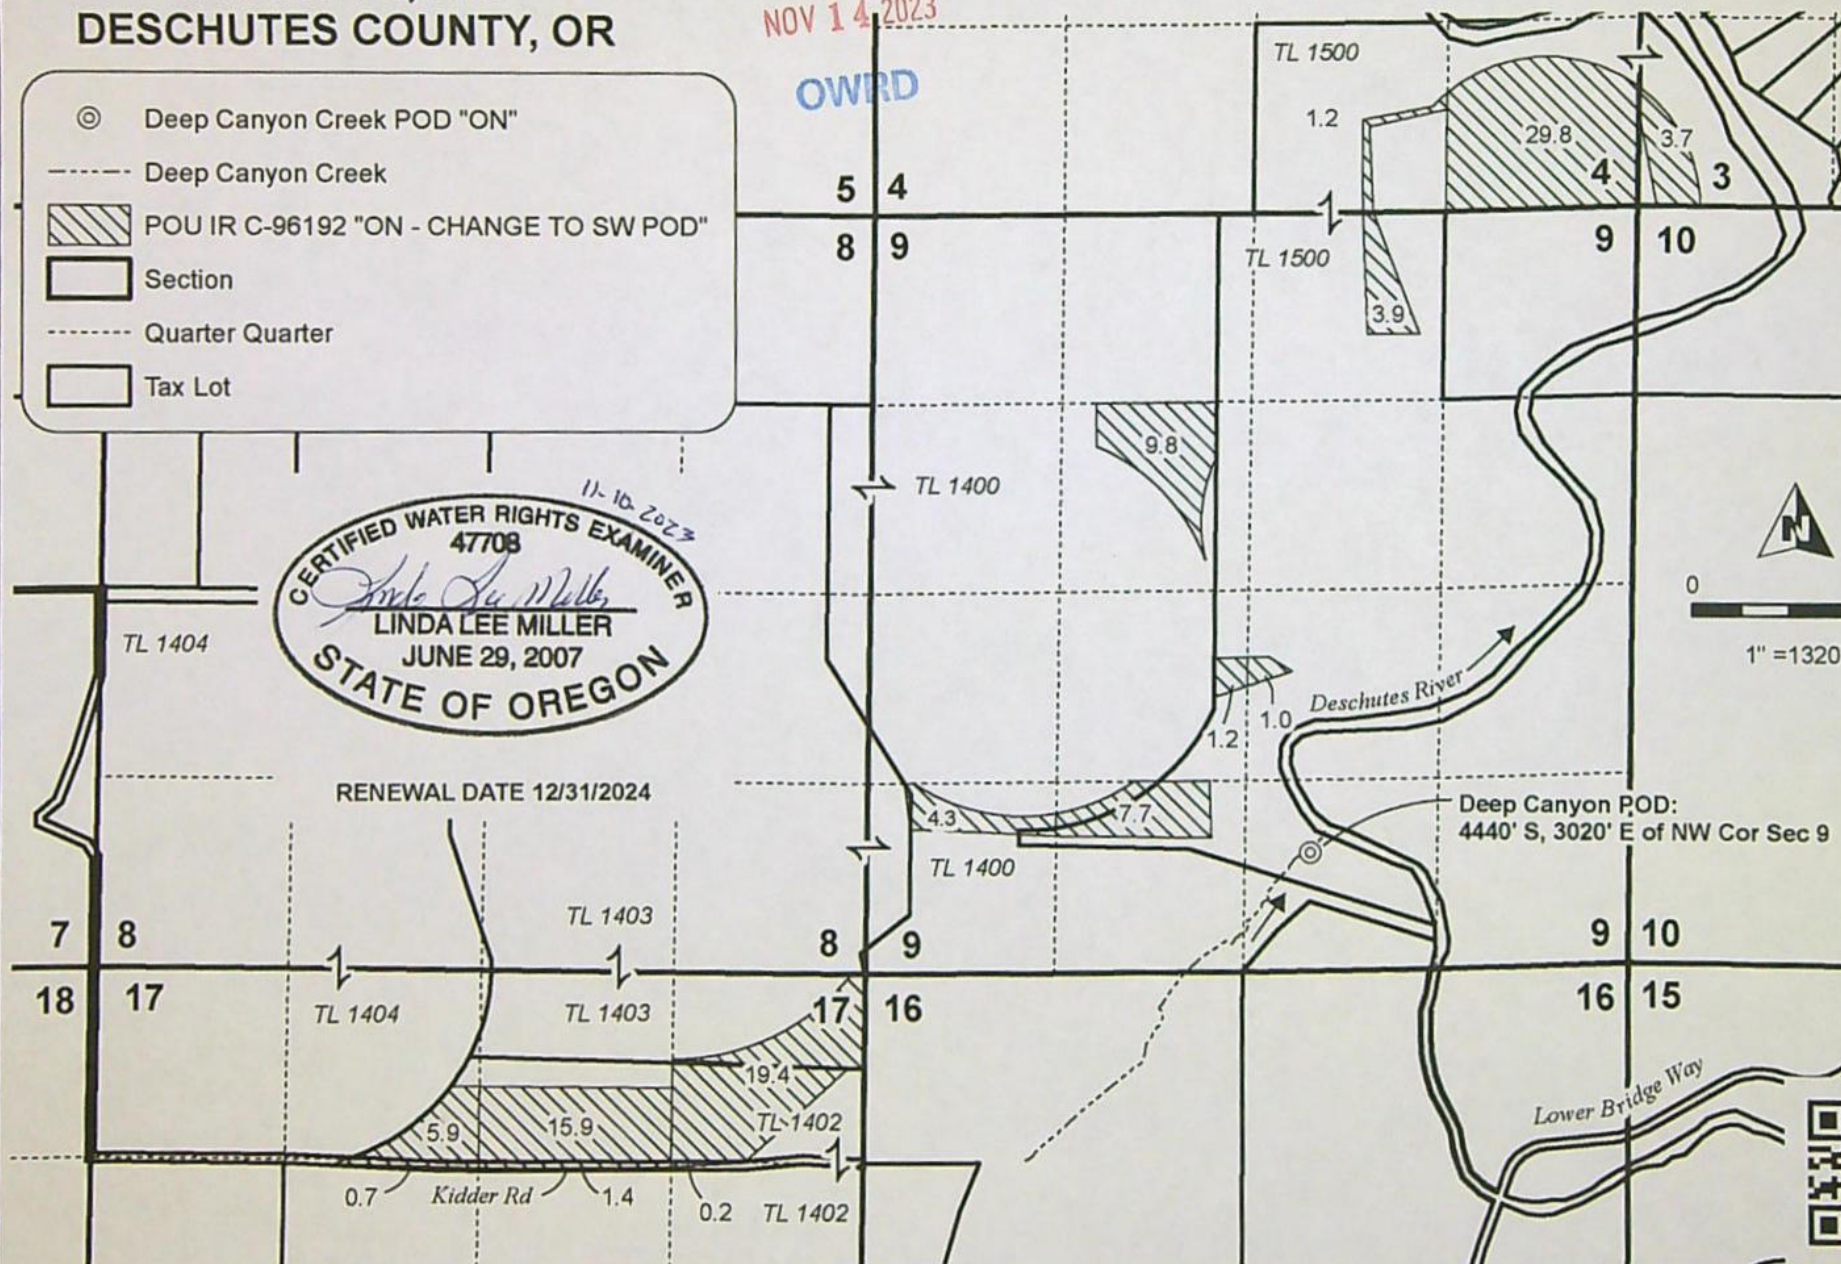 DESCHUTES COUNTY, OR
NOV 14 2023
OWRD
Deep Canyon Creek POD "ON"
Deep Canyon Creek
POU IR C-96192 "ON - CHANGE TO SW POD"
Section
Quarter Quarter
Tax Lot
TL 1500
1.2
29.8
3.7
5
4
4
3
8
9
TL 1500
9
10
3.9
9.8
TL 1400
11-10-2023
CERTIFIED WATER RIGHTS EXAMINER
47708
Linda Lee Miller
LINDA LEE MILLER
JUNE 29, 2007
STATE OF OREGON
N
0
1" =1320
TL 1404
Deschutes River
1.0
1.2
RENEWAL DATE 12/31/2024
4.3
7.7
Deep Canyon POD:
4440' S, 3020' E of NW Cor Sec 9
TL 1400
TL 1403
7
8
8
9
9
10
18
17
TL 1404
TL 1403
17
16
16
15
19.4
5.9
15.9
TL 1402
Lower Bridge Way
0.7
Kidder Rd
1.4
0.2
TL 1402